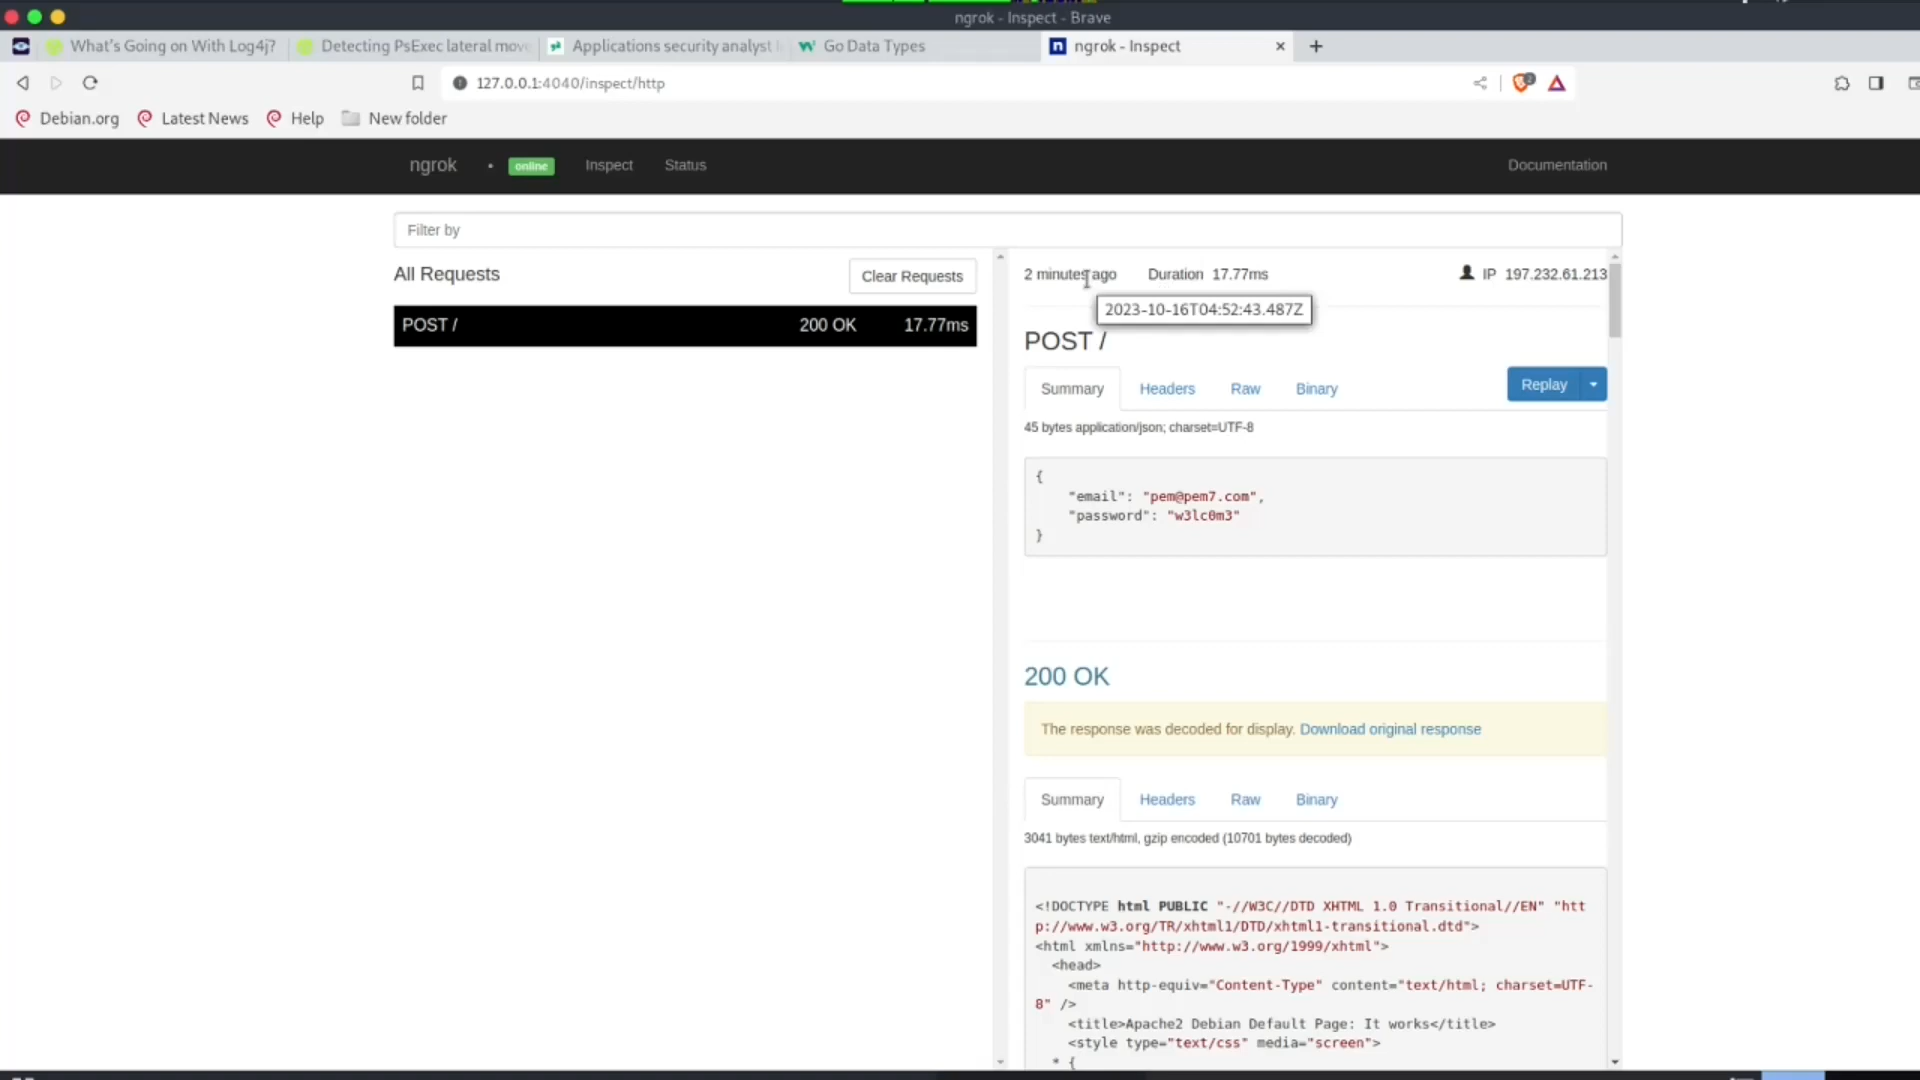 ngrok - Inspect - Brave
What's Going on With Log4j?
Detecting PsExec lateral mov
Applications security analyst
Go Data Types
ngrok - Inspect
127.0.0.1:4040/inspect/http
2
Debian.org
Latest News
Help
New folder
ngrok
online
Inspect
Status
Documentation
Filter by
All Requests
Clear Requests
POST /
200 OK
17.77ms
2 minutes ago
Duration 17.77ms
IP 197.232.61.213
2023-10-16T04:52:43.487Z
POST /
Summary
Headers
Raw
Binary
Replay
45 bytes application/json; charset=UTF-8
{
"email": "pem@pem7.com",
"password": "w3lc0m3"
}
200 OK
The response was decoded for display. Download original response
Summary
Headers
Raw
Binary
3041 bytes text/html, gzip encoded (10701 bytes decoded)
<!DOCTYPE html PUBLIC "-//W3C//DTD XHTML 1.0 Transitional//EN" "htt
p://www.w3.org/TR/xhtml1/DTD/xhtml1-transitional.dtd">
<html xmlns="http://www.w3.org/1999/xhtml">
<head>
<meta http-equiv="Content-Type" content="text/html; charset=UTF-
8" />
<title>Apache2 Debian Default Page: It works</title>
<style type="text/css" media="screen">
* {